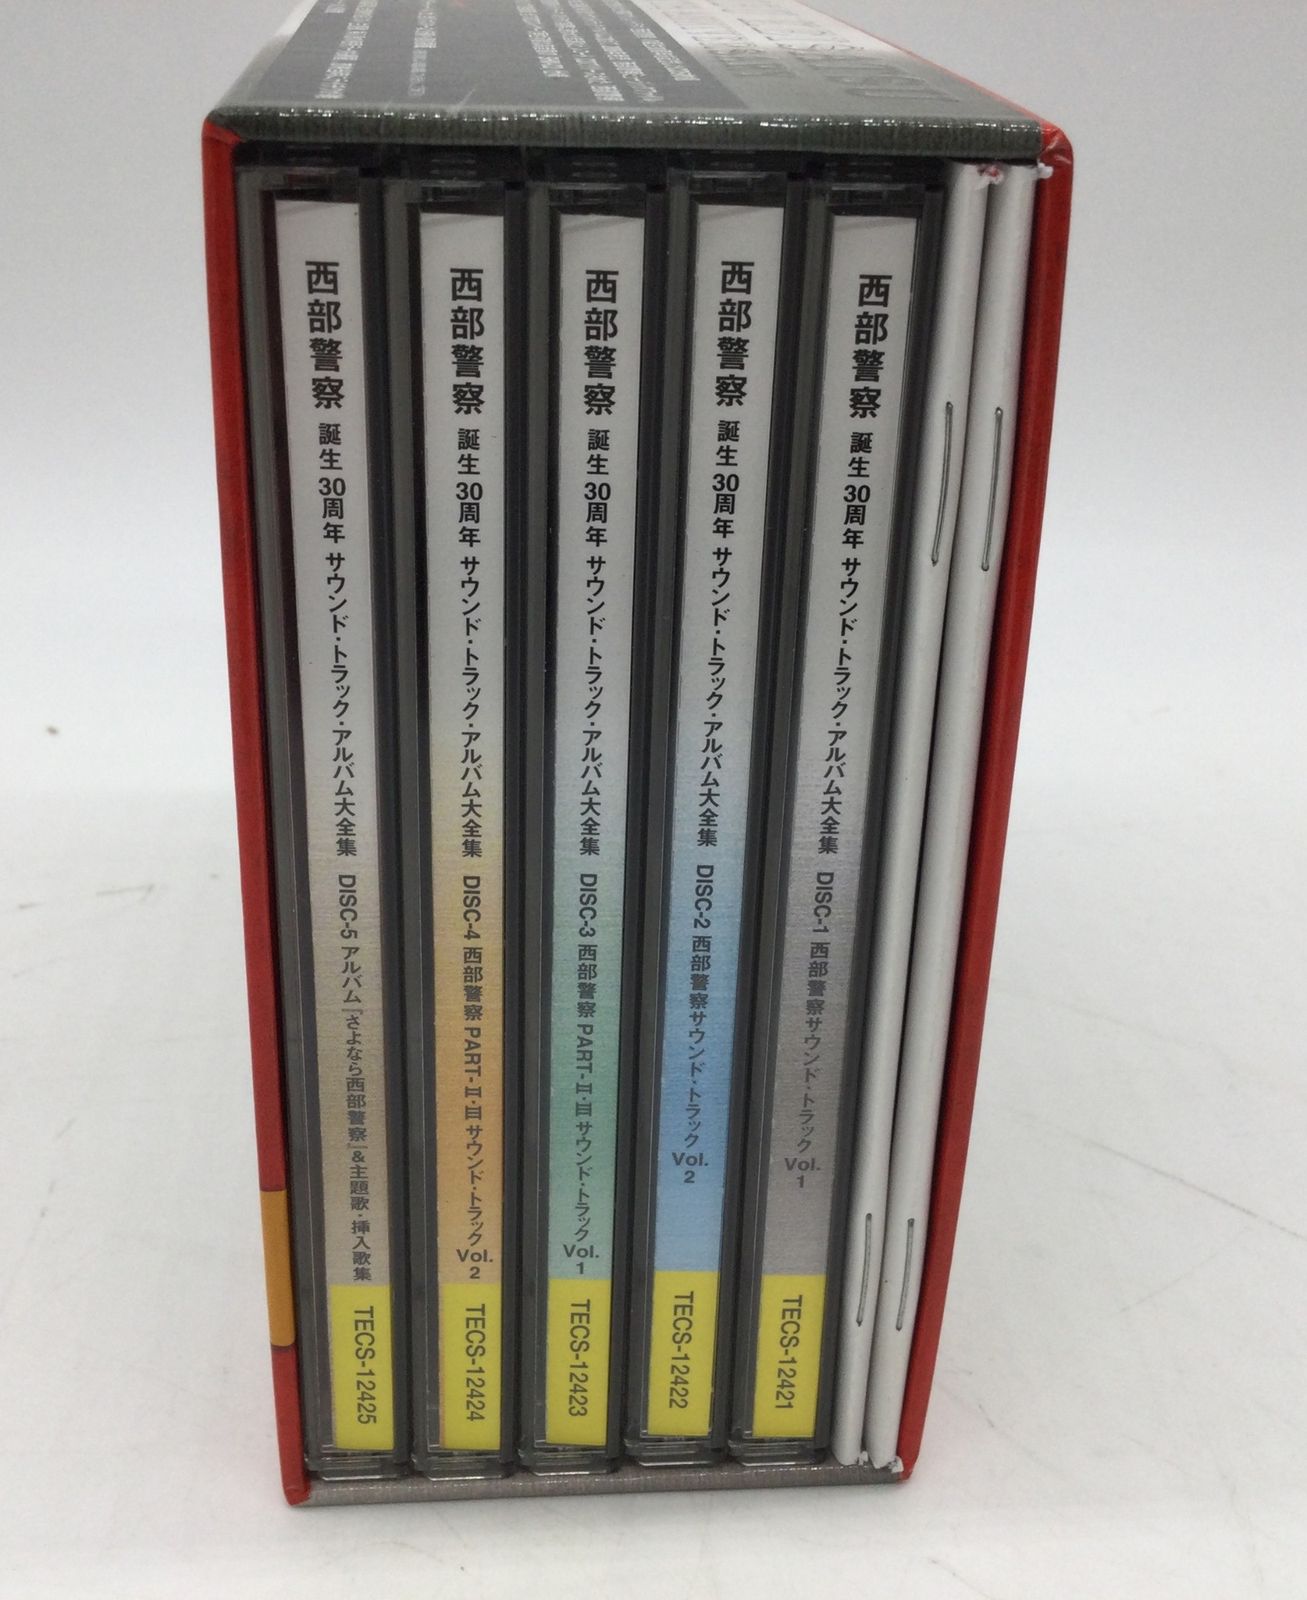 西部警察 誕生30周年 サウンド・トラック・アルバム大全集 DISC-5 アルバム『さよなら西部警察』&主題歌・挿入歌集 TECS-12425
西部警察 誕生30周年 サウンド・トラック・アルバム大全集 DISC-4 西部警察 PART-Ⅱ・Ⅲ サウンド・トラック Vol.2 TECS-12424
西部警察 誕生30周年 サウンド・トラック・アルバム大全集 DISC-3 西部警察 PART-Ⅱ・Ⅲ サウンド・トラック Vol.1 TECS-12423
西部警察 誕生30周年 サウンド・トラック・アルバム大全集 DISC-2 西部警察サウンド・トラック Vol.2 TECS-12422
西部警察 誕生30周年 サウンド・トラック・アルバム大全集 DISC-1 西部警察サウンド・トラック Vol.1 TECS-12421